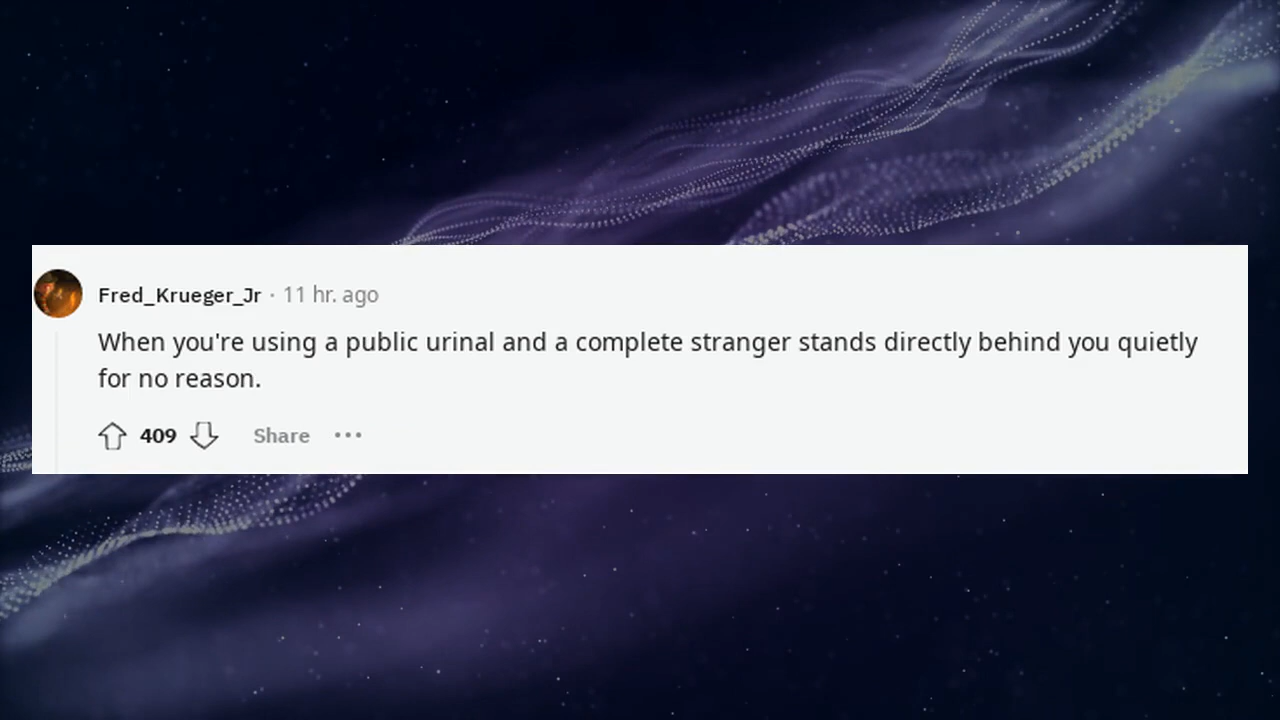 Fred_Krueger_Jr · 11 hr. ago
When you're using a public urinal and a complete stranger stands directly behind you quietly
for no reason.
409 Share •••